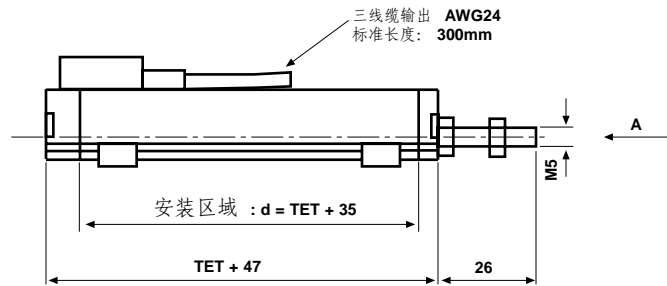 三线缆输出 AWG24
标准长度: 300mm
A
M5
安装区域 : d = TET + 35
TET + 47
26